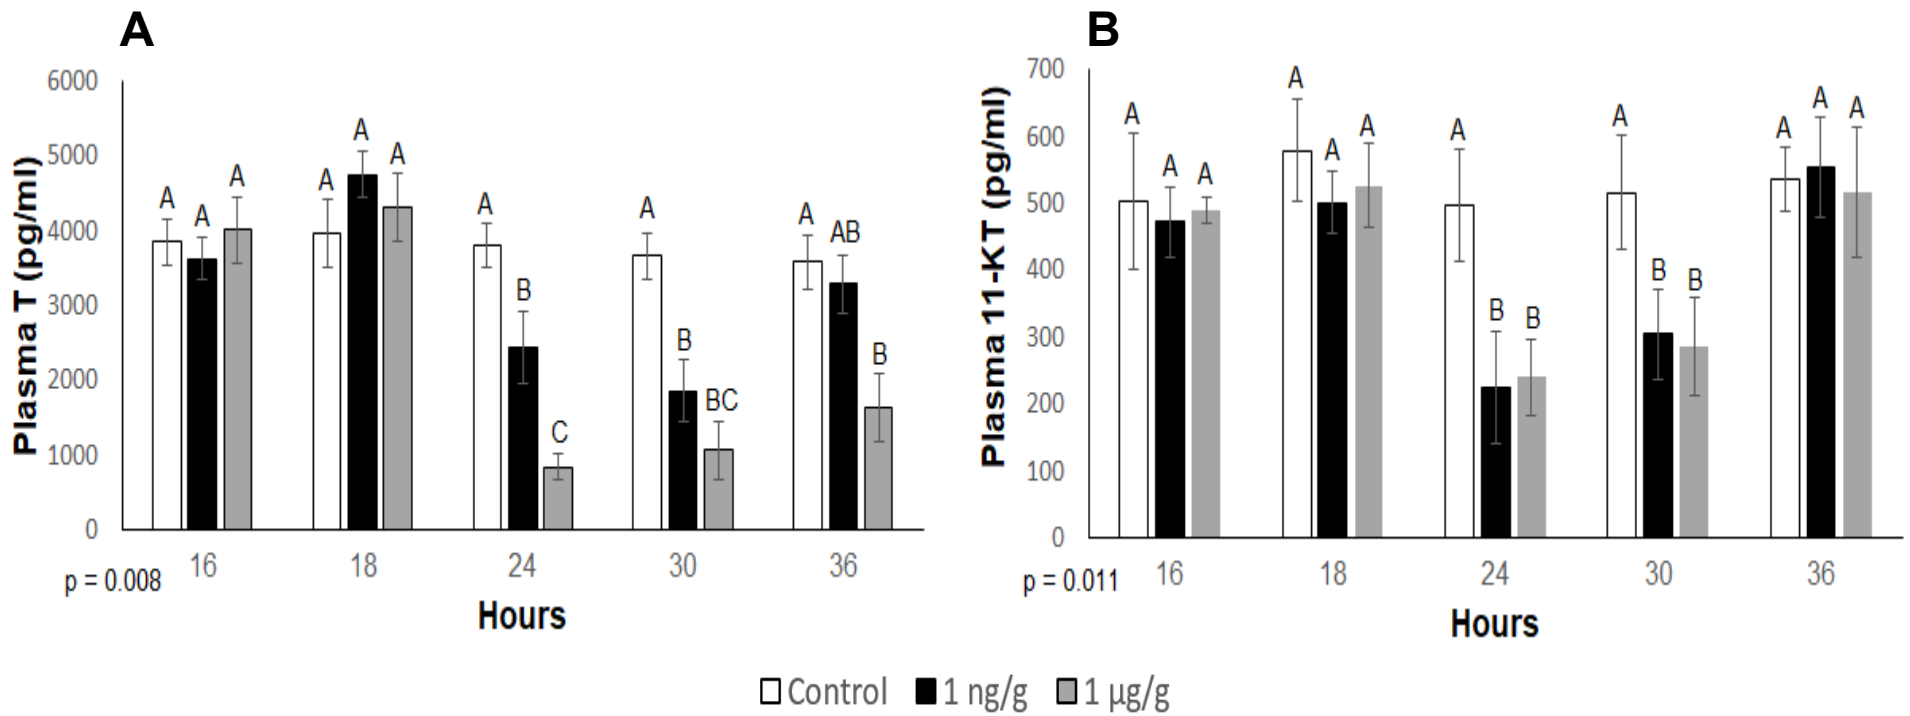 A
Plasma T (pg/ml)
6000
5000
4000
3000
2000
1000
0
A A A
A A A
A B C
A B BC
A AB B
16 18 24 30 36
p = 0.008
Hours
B
Plasma 11-KT (pg/ml)
700
600
500
400
300
200
100
0
A A A
A A A
A B B
A B B
A A A
16 18 24 30 36
p = 0.011
Hours
Control 1 ng/g 1 µg/g